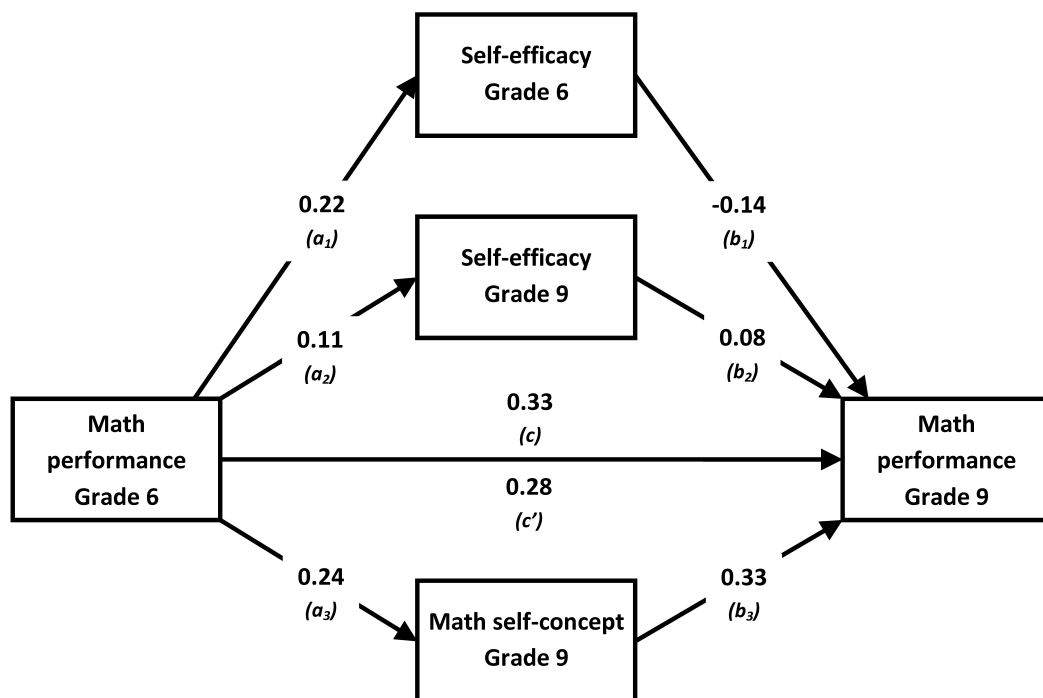 Self-efficacy
Grade 6
0.22
(a₁)
-0.14
(b₁)
Self-efficacy
Grade 9
0.11
(a₂)
0.08
(b₂)
Math
performance
Grade 6
0.33
(c)
0.28
(c’)
Math
performance
Grade 9
0.24
(a₃)
0.33
(b₃)
Math self-concept
Grade 9